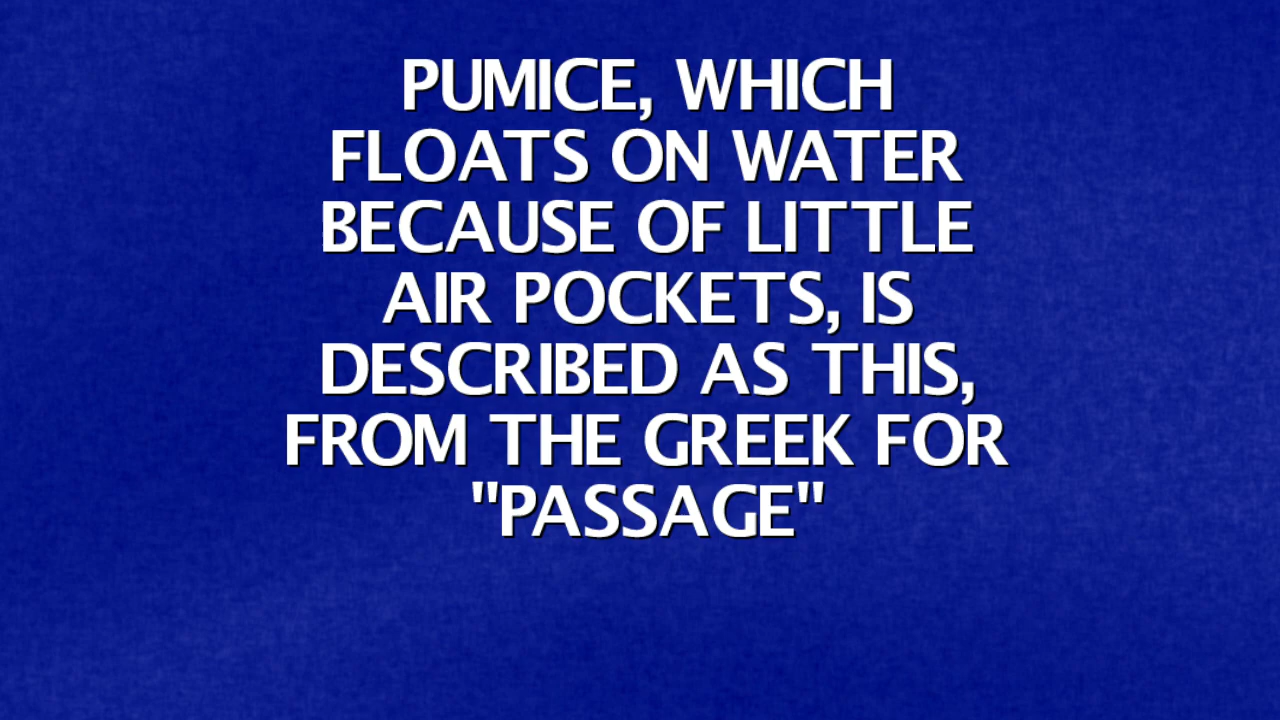 PUMICE, WHICH
FLOATS ON WATER
BECAUSE OF LITTLE
AIR POCKETS, IS
DESCRIBED AS THIS,
FROM THE GREEK FOR
"PASSAGE"